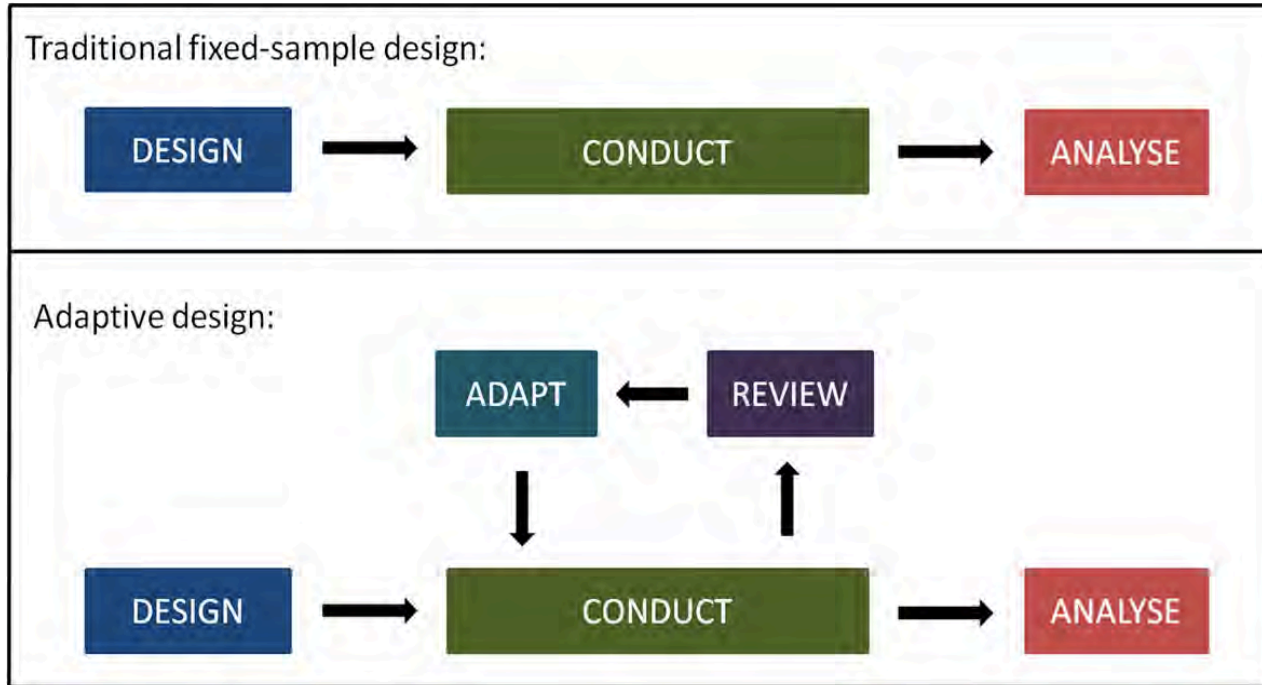 Traditional fixed-sample design:
DESIGN
CONDUCT
ANALYSE
Adaptive design:
ADAPT
REVIEW
DESIGN
CONDUCT
ANALYSE